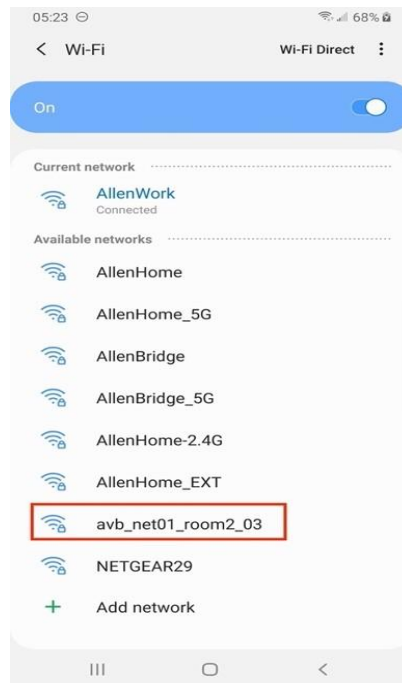 05:23
68%
Wi-Fi
Wi-Fi Direct
On
Current network
AllenWork
Connected
Available networks
AllenHome
AllenHome_5G
AllenBridge
AllenBridge_5G
AllenHome-2.4G
AllenHome_EXT
avb_net01_room2_03
NETGEAR29
Add network